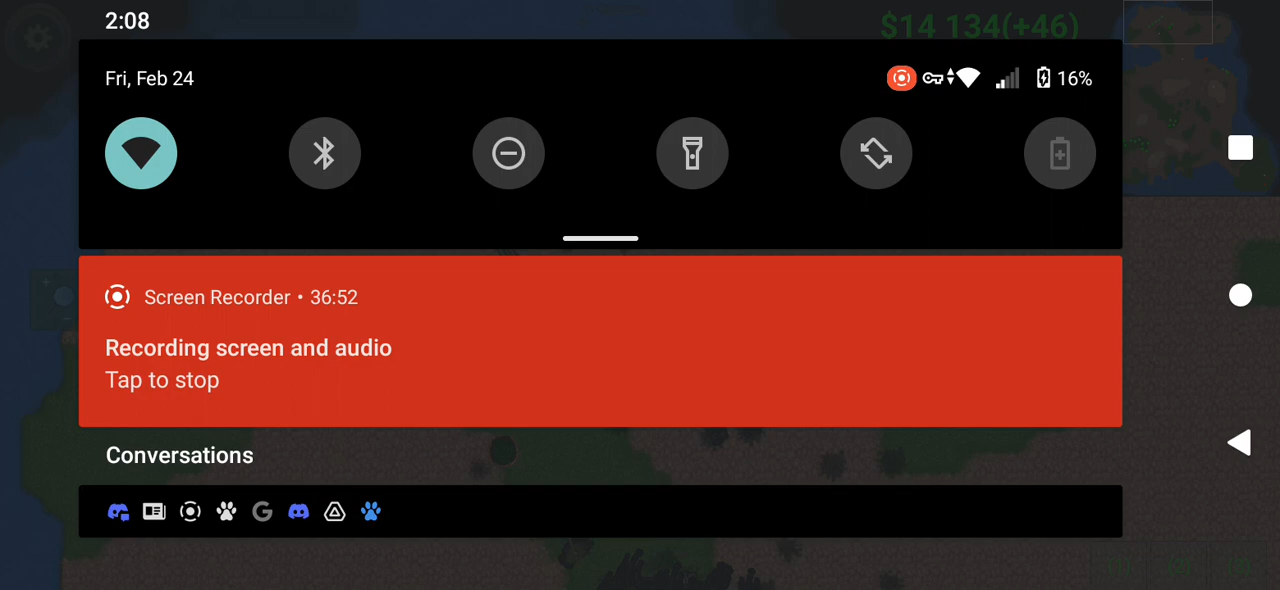 2:08
$14 134(+46)
Fri, Feb 24
16%
Screen Recorder • 36:52
Recording screen and audio
Tap to stop
Conversations